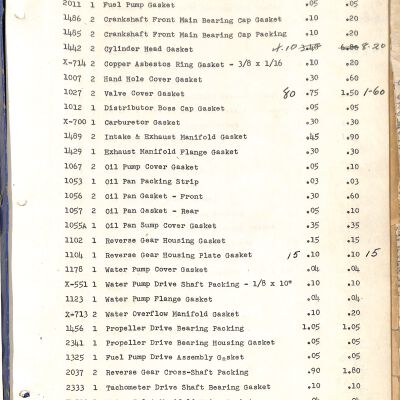 2011 1 Fuel Pump Gasket .05 .05
1486 2 Crankshaft Front Main Bearing Cap Gasket .10 .20
1485 2 Crankshaft Front Main Bearing Cap Packing .10 .20
1442 2 Cylinder Head Gasket 4.10 8.20
X-714 2 Copper Asbestos Ring Gasket - 3/8 x 1/16 .10 .20
1007 2 Hand Hole Cover Gasket .30 .60
1027 2 Valve Cover Gasket 80 .75 1.50 1-60
1012 1 Distributor Boss Cap Gasket .05 .05
X-700 1 Carburetor Gasket .30 .30
1489 2 Intake & Exhaust Manifold Gasket .45 .90
1429 1 Exhaust Manifold Flange Gasket .30 .30
1067 2 Oil Pump Cover Gasket .05 .10
1053 1 Oil Pan Packing Strip .03 .03
1056 2 Oil Pan Gasket - Front .30 .60
1057 2 Oil Pan Gasket - Rear .05 .10
1055A 1 Oil Pan Sump Cover Gasket .35 .35
1102 1 Reverse Gear Housing Gasket .15 .15
1104 1 Reverse Gear Housing Plate Gasket 15 .10 .10 15
1178 1 Water Pump Cover Gasket .04 .04
X-551 1 Water Pump Drive Shaft Packing - 1/8 x 10" .10 .10
1123 1 Water Pump Flange Gasket .04 .04
X-713 2 Water Overflow Manifold Gasket .10 .20
1456 1 Propeller Drive Bearing Packing 1.05 1.05
2341 1 Propeller Drive Bearing Housing Gasket .05 .05
1325 1 Fuel Pump Drive Assembly Gasket .05 .05
2037 2 Reverse Gear Cross-Shaft Packing .90 1.80
2333 1 Tachometer Drive Shaft Bearing Gasket .10 .10